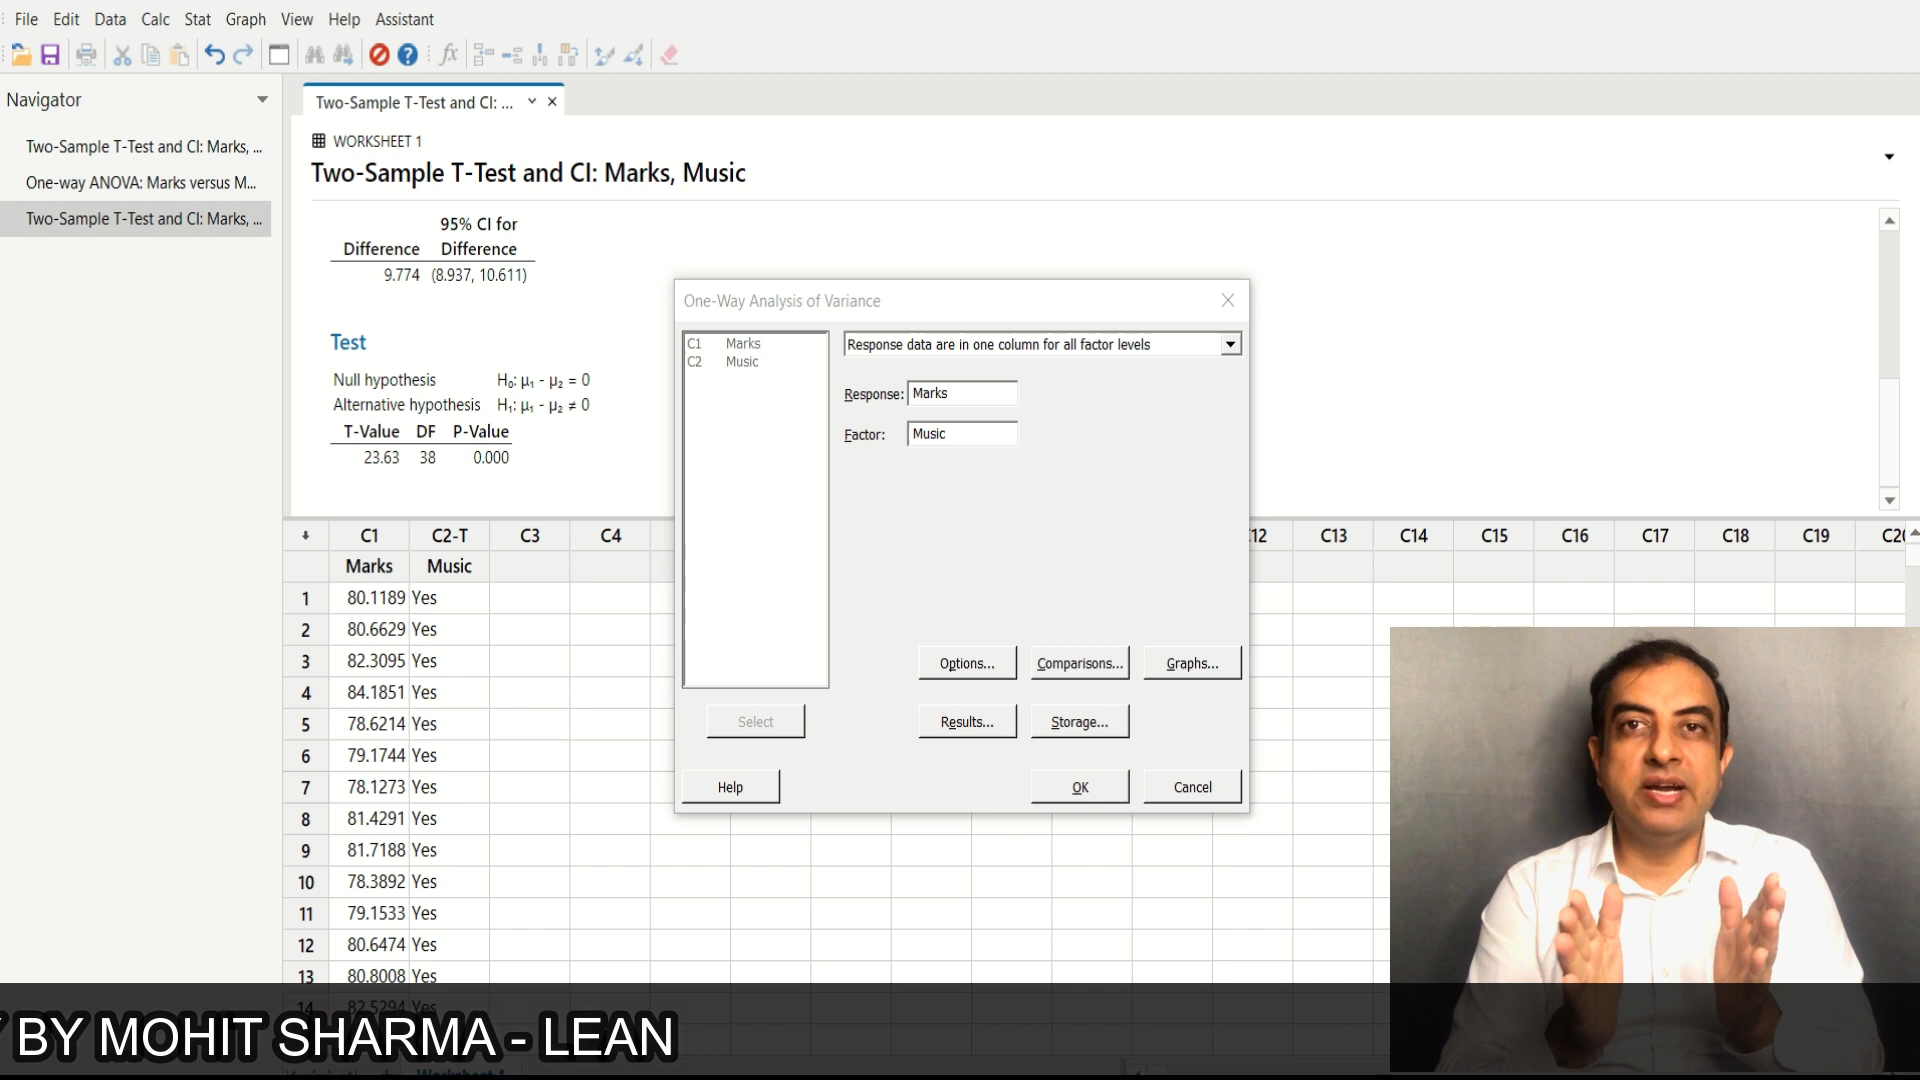 File Edit Data Calc Stat Graph View Help Assistant
fx
Navigator
Two-Sample T-Test and CI: Marks, ...
One-way ANOVA: Marks versus M...
Two-Sample T-Test and CI: Marks, ...
Two-Sample T-Test and CI: ...
WORKSHEET 1
Two-Sample T-Test and CI: Marks, Music
95% CI for
Difference Difference
9.774 (8.937, 10.611)
Test
Null hypothesis H₀: μ₁ - μ₂ = 0
Alternative hypothesis H₁: μ₁ - μ₂ ≠ 0
T-Value DF P-Value
23.63 38 0.000
One-Way Analysis of Variance
C1 Marks
C2 Music
Response data are in one column for all factor levels
Response: Marks
Factor: Music
Options... Comparisons... Graphs...
Select Results... Storage...
Help OK Cancel
C1 C2-T C3 C4 C13 C14 C15 C16 C17 C18 C19
Marks Music
1 80.1189 Yes
2 80.6629 Yes
3 82.3095 Yes
4 84.1851 Yes
5 78.6214 Yes
6 79.1744 Yes
7 78.1273 Yes
8 81.4291 Yes
9 81.7188 Yes
10 78.3892 Yes
11 79.1533 Yes
12 80.6474 Yes
13 80.8008 Yes
14 82.5294 Yes
BY MOHIT SHARMA - LEAN
Worksheet 1